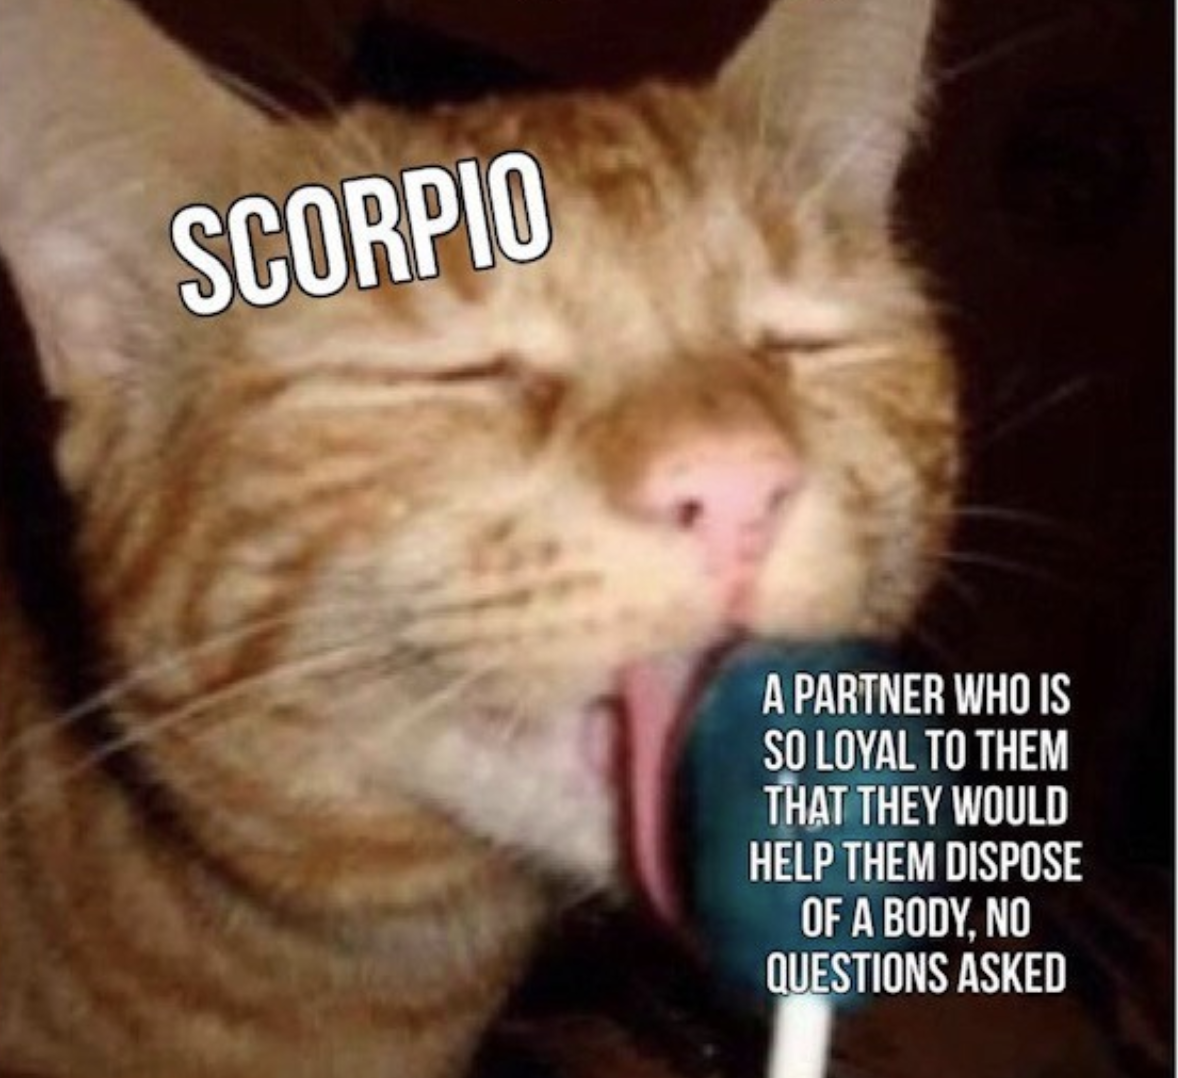 SCORPIO
A PARTNER WHO IS
SO LOYAL TO THEM
THAT THEY WOULD
HELP THEM DISPOSE
OF A BODY, NO
QUESTIONS ASKED